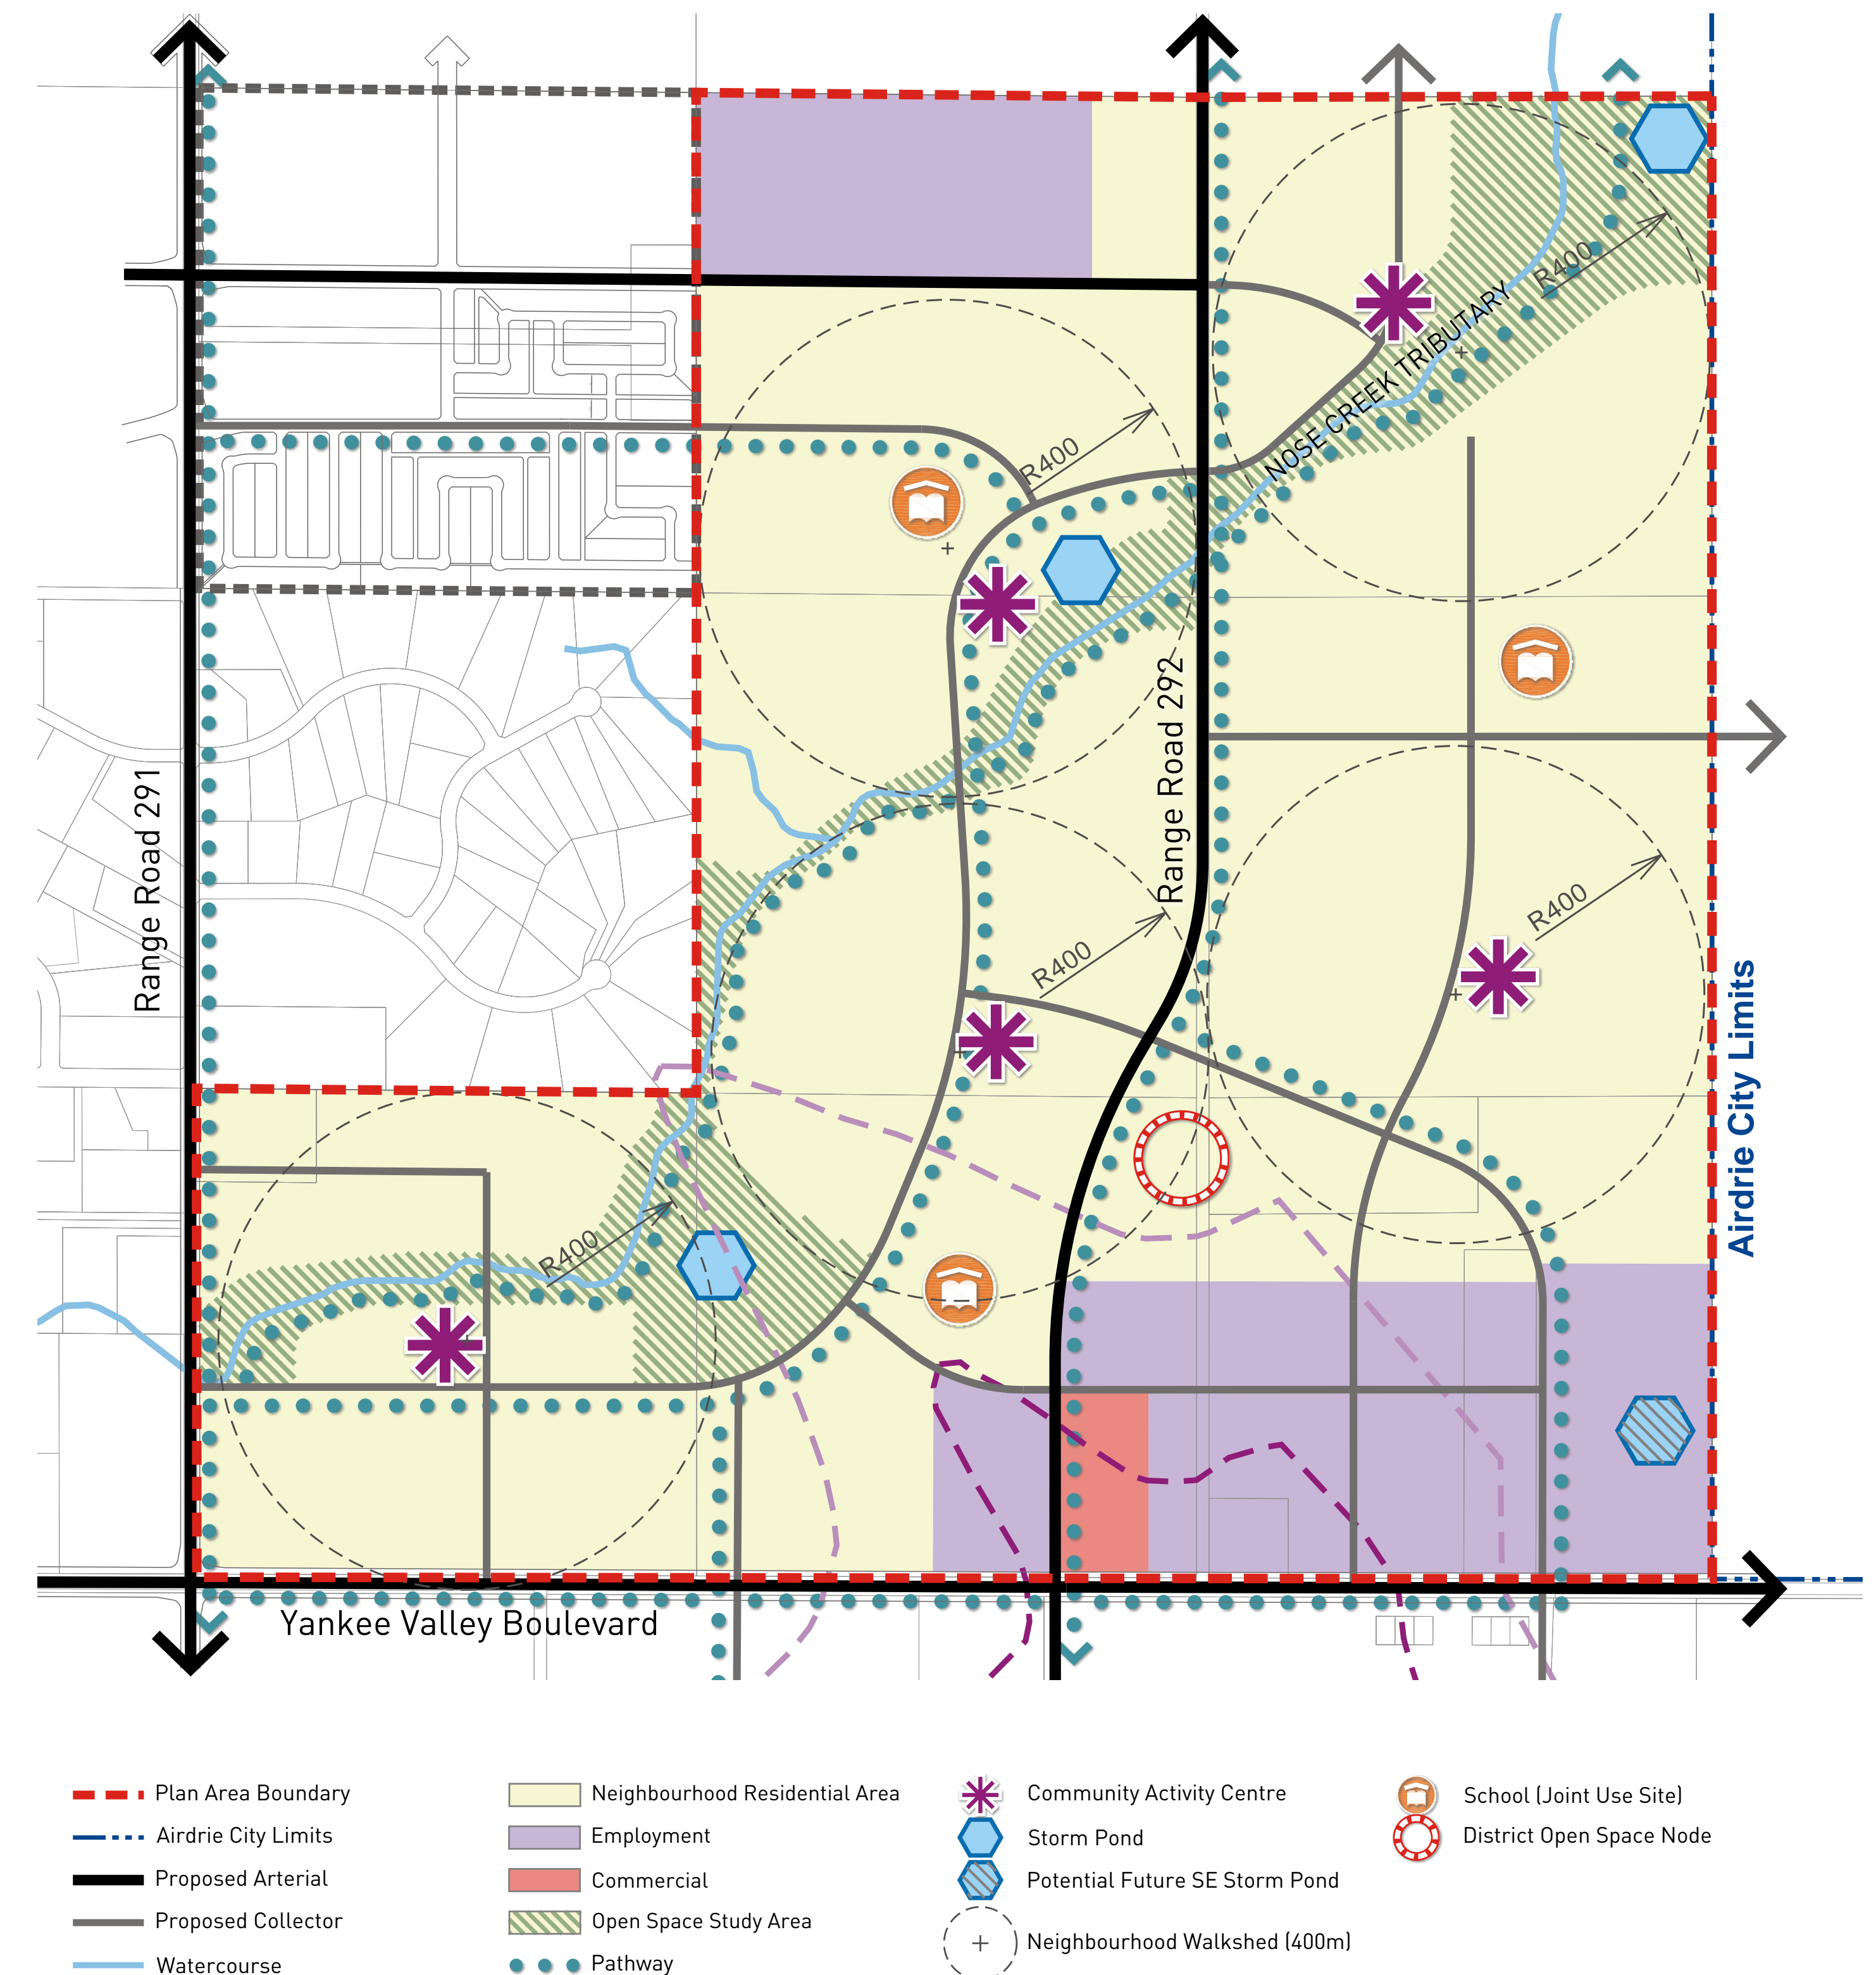 R400
NOSE CREEK TRIBUTARY
R400
Range Road 292
Range Road 291
R400
R400
Airdrie City Limits
R400
Yankee Valley Boulevard
Plan Area Boundary
Airdrie City Limits
Proposed Arterial
Proposed Collector
Watercourse
Neighbourhood Residential Area
Employment
Commercial
Open Space Study Area
Pathway
Community Activity Centre
Storm Pond
Potential Future SE Storm Pond
Neighbourhood Walkshed (400m)
School (Joint Use Site)
District Open Space Node